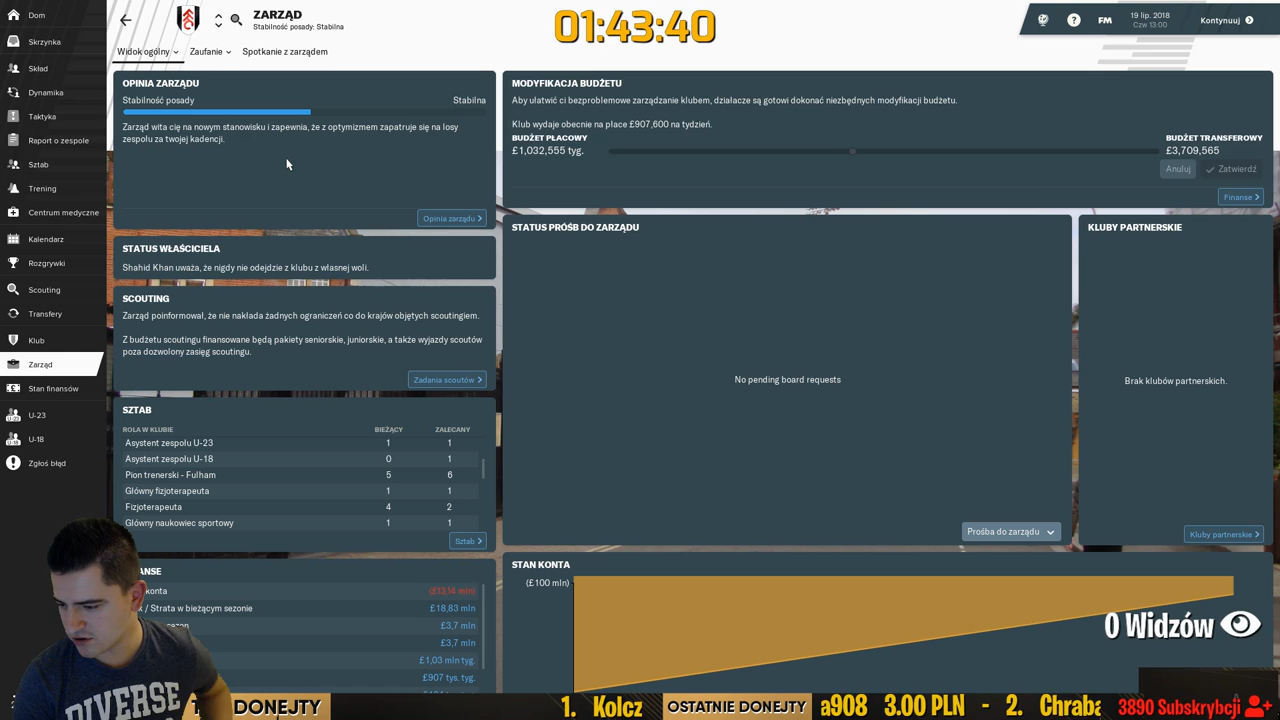 Dom
Skrzynka
Skład
Dynamika
Taktyka
Raport o zespole
Sztab
Trening
Centrum medyczne
Kalendarz
Rozgrywki
Scouting
Transfery
Klub
Zarząd
Stan finansów
U-23
U-18
Zgłoś błąd
ZARZĄD
Stabilność posady: Stabilna
01:43:40
FM
19 lip. 2018
Czw 13:00
Kontynuuj
Widok ogólny
Zaufanie
Spotkanie z zarządem
OPINIA ZARZĄDU
Stabilność posady Stabilna
Zarząd wita cię na nowym stanowisku i zapewnia, że z optymizmem zapatruje się na losy
zespołu za twojej kadencji.
Opinia zarządu
STATUS WŁAŚCICIELA
Shahid Khan uważa, że nigdy nie odejdzie z klubu z własnej woli.
SCOUTING
Zarząd poinformował, że nie nakłada żadnych ograniczeń co do krajów objętych scoutingiem.
Z budżetu scoutingu finansowane będą pakiety seniorskie, juniorskie, a także wyjazdy scoutów
poza dozwolony zasięg scoutingu.
Zadania scoutów
SZTAB
ROLA W KLUBIE BIEŻĄCY ZALECANY
Asystent zespołu U-23 1 1
Asystent zespołu U-18 0 1
Pion trenerski - Fulham 5 6
Główny fizjoterapeuta 1 1
Fizjoterapeuta 4 2
Główny naukowiec sportowy 1 1
Sztab
ANSE
konta (£13,14 mln)
/ Strata w bieżącym sezonie £18,83 mln
sezon £3,7 mln
£3,7 mln
£1,03 mln tyg.
£907 tys. tyg.
MODYFIKACJA BUDŻETU
Aby ułatwić ci bezproblemowe zarządzanie klubem, działacze są gotowi dokonać niezbędnych modyfikacji budżetu.
Klub wydaje obecnie na płace £907,600 na tydzień.
BUDŻET PŁACOWY BUDŻET TRANSFEROWY
£1,032,555 tyg. £3,709,565
Anuluj Zatwierdź
Finanse
STATUS PRÓŚB DO ZARZĄDU
No pending board requests
Prośba do zarządu
KLUBY PARTNERSKIE
Brak klubów partnerskich.
Kluby partnerskie
STAN KONTA
(£100 mln)
0 Widzów
DIVERSE
DONEJTY
1. Kolcz
OSTATNIE DONEJTY
a908 3.00 PLN - 2. Chrabą
3890 Subskrybcji